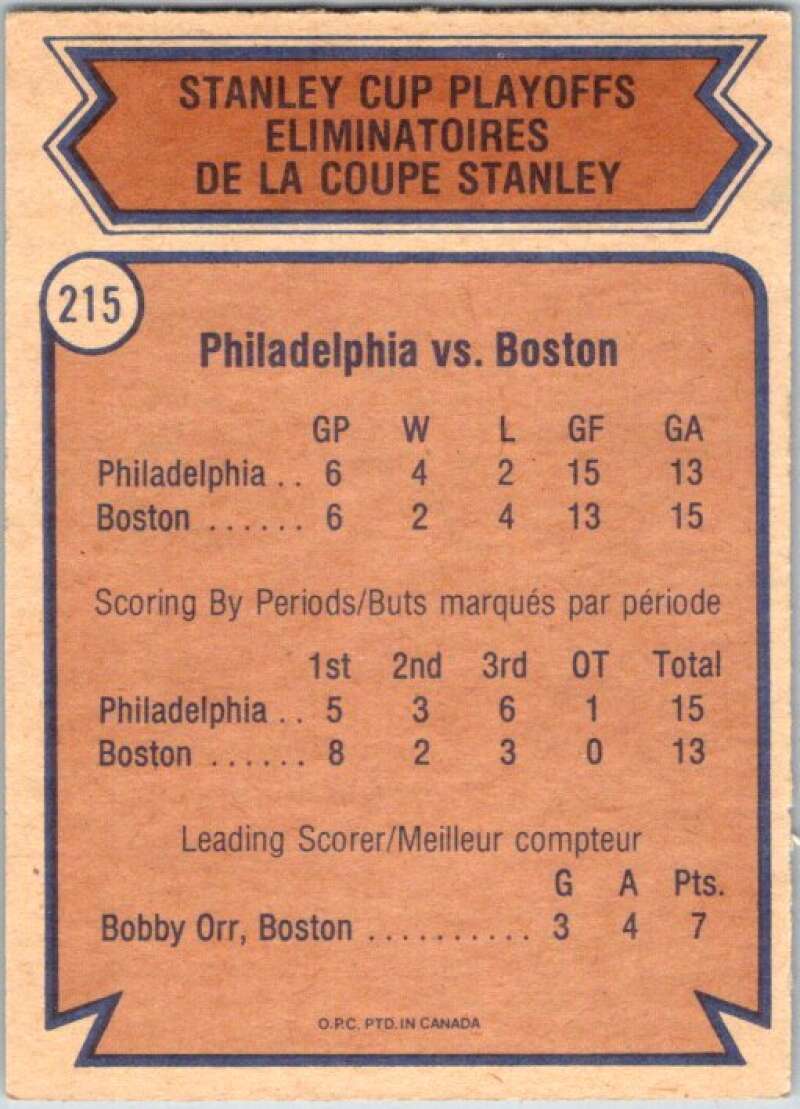 STANLEY CUP PLAYOFFS
ELIMINATOIRES
DE LA COUPE STANLEY
215
Philadelphia vs. Boston
GP W L GF GA
Philadelphia .. 6 4 2 15 13
Boston ...... 6 2 4 13 15
Scoring By Periods/Buts marqués par période
1st 2nd 3rd OT Total
Philadelphia .. 5 3 6 1 15
Boston ...... 8 2 3 0 13
Leading Scorer/Meilleur compteur
G A Pts.
Bobby Orr, Boston .......... 3 4 7
O.P.C. PTD. IN CANADA